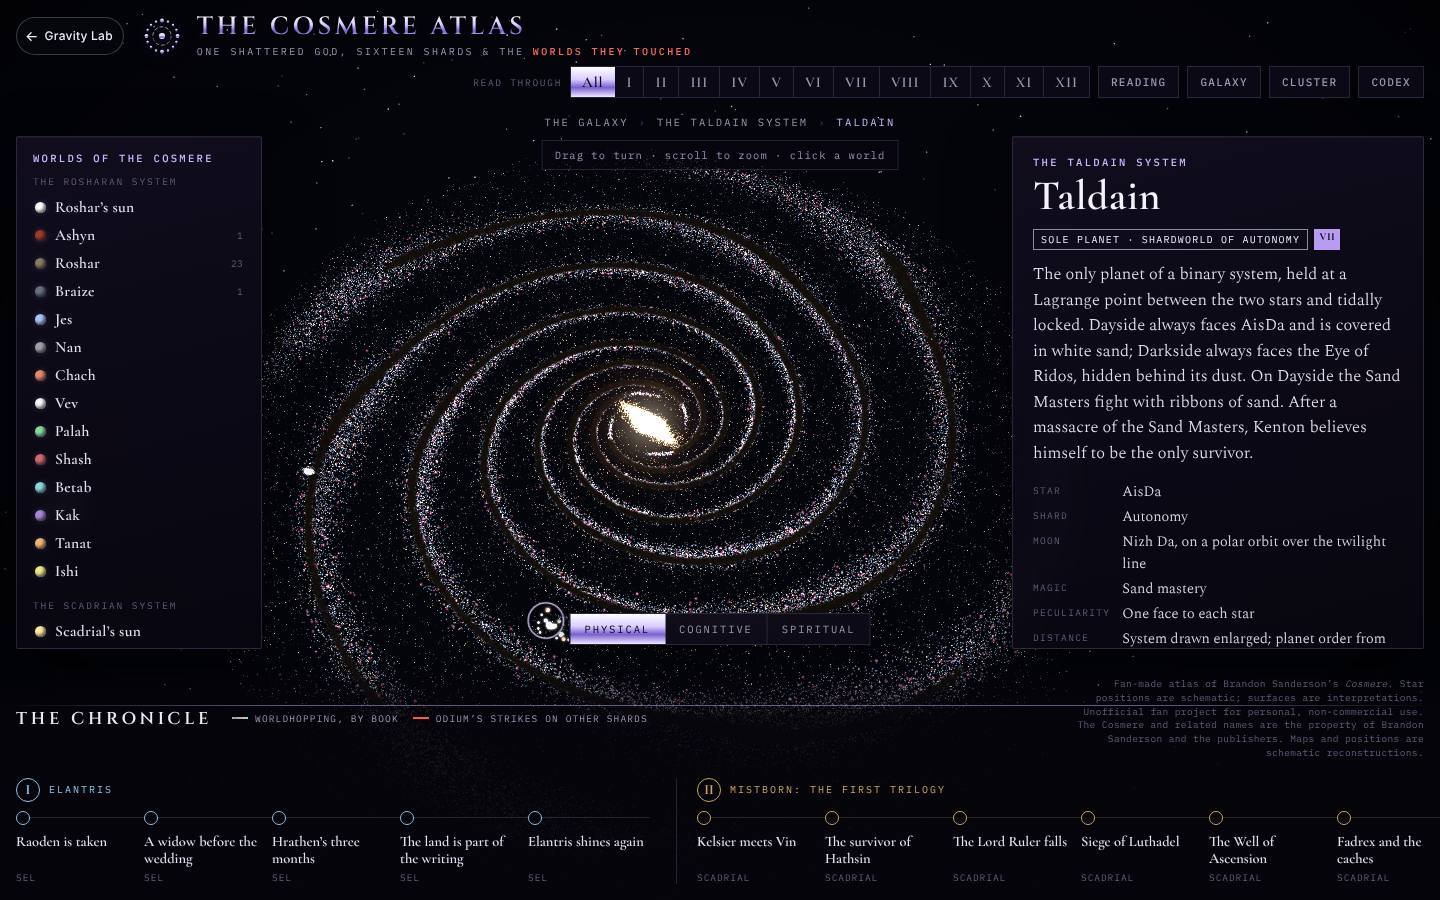 ← Gravity Lab
THE COSMERE ATLAS
ONE SHATTERED GOD, SIXTEEN SHARDS & THE WORLDS THEY TOUCHED
READ THROUGH All I II III IV V VI VII VIII IX X XI XII READING GALAXY CLUSTER CODEX
THE GALAXY › THE TALDAIN SYSTEM › TALDAIN
Drag to turn · scroll to zoom · click a world
WORLDS OF THE COSMERE
THE ROSHARAN SYSTEM
Roshar’s sun
Ashyn 1
Roshar 23
Braize 1
Jes
Nan
Chach
Vev
Palah
Shash
Betab
Kak
Tanat
Ishi
THE SCADRIAN SYSTEM
Scadrial’s sun
THE TALDAIN SYSTEM
Taldain
SOLE PLANET · SHARDWORLD OF AUTONOMY VII
The only planet of a binary system, held at a
Lagrange point between the two stars and tidally
locked. Dayside always faces AisDa and is covered
in white sand; Darkside always faces the Eye of
Ridos, hidden behind its dust. On Dayside the Sand
Masters fight with ribbons of sand. After a
massacre of the Sand Masters, Kenton believes
himself to be the only survivor.
STAR AisDa
SHARD Autonomy
MOON Nizh Da, on a polar orbit over the twilight
line
MAGIC Sand mastery
PECULIARITY One face to each star
DISTANCE System drawn enlarged; planet order from
PHYSICAL COGNITIVE SPIRITUAL
· Fan-made atlas of Brandon Sanderson’s Cosmere. Star
positions are schematic; surfaces are interpretations.
Unofficial fan project for personal, non-commercial use.
The Cosmere and related names are the property of Brandon
Sanderson and the publishers. Maps and positions are
schematic reconstructions.
THE CHRONICLE WORLDHOPPING, BY BOOK ODIUM’S STRIKES ON OTHER SHARDS
I ELANTRIS
Raoden is taken
SEL
A widow before the
wedding
SEL
Hrathen’s three
months
SEL
The land is part of
the writing
SEL
Elantris shines again
SEL
II MISTBORN: THE FIRST TRILOGY
Kelsier meets Vin
SCADRIAL
The survivor of
Hathsin
SCADRIAL
The Lord Ruler falls
SCADRIAL
Siege of Luthadel
SCADRIAL
The Well of
Ascension
SCADRIAL
Fadrex and the
caches
SCADRIAL